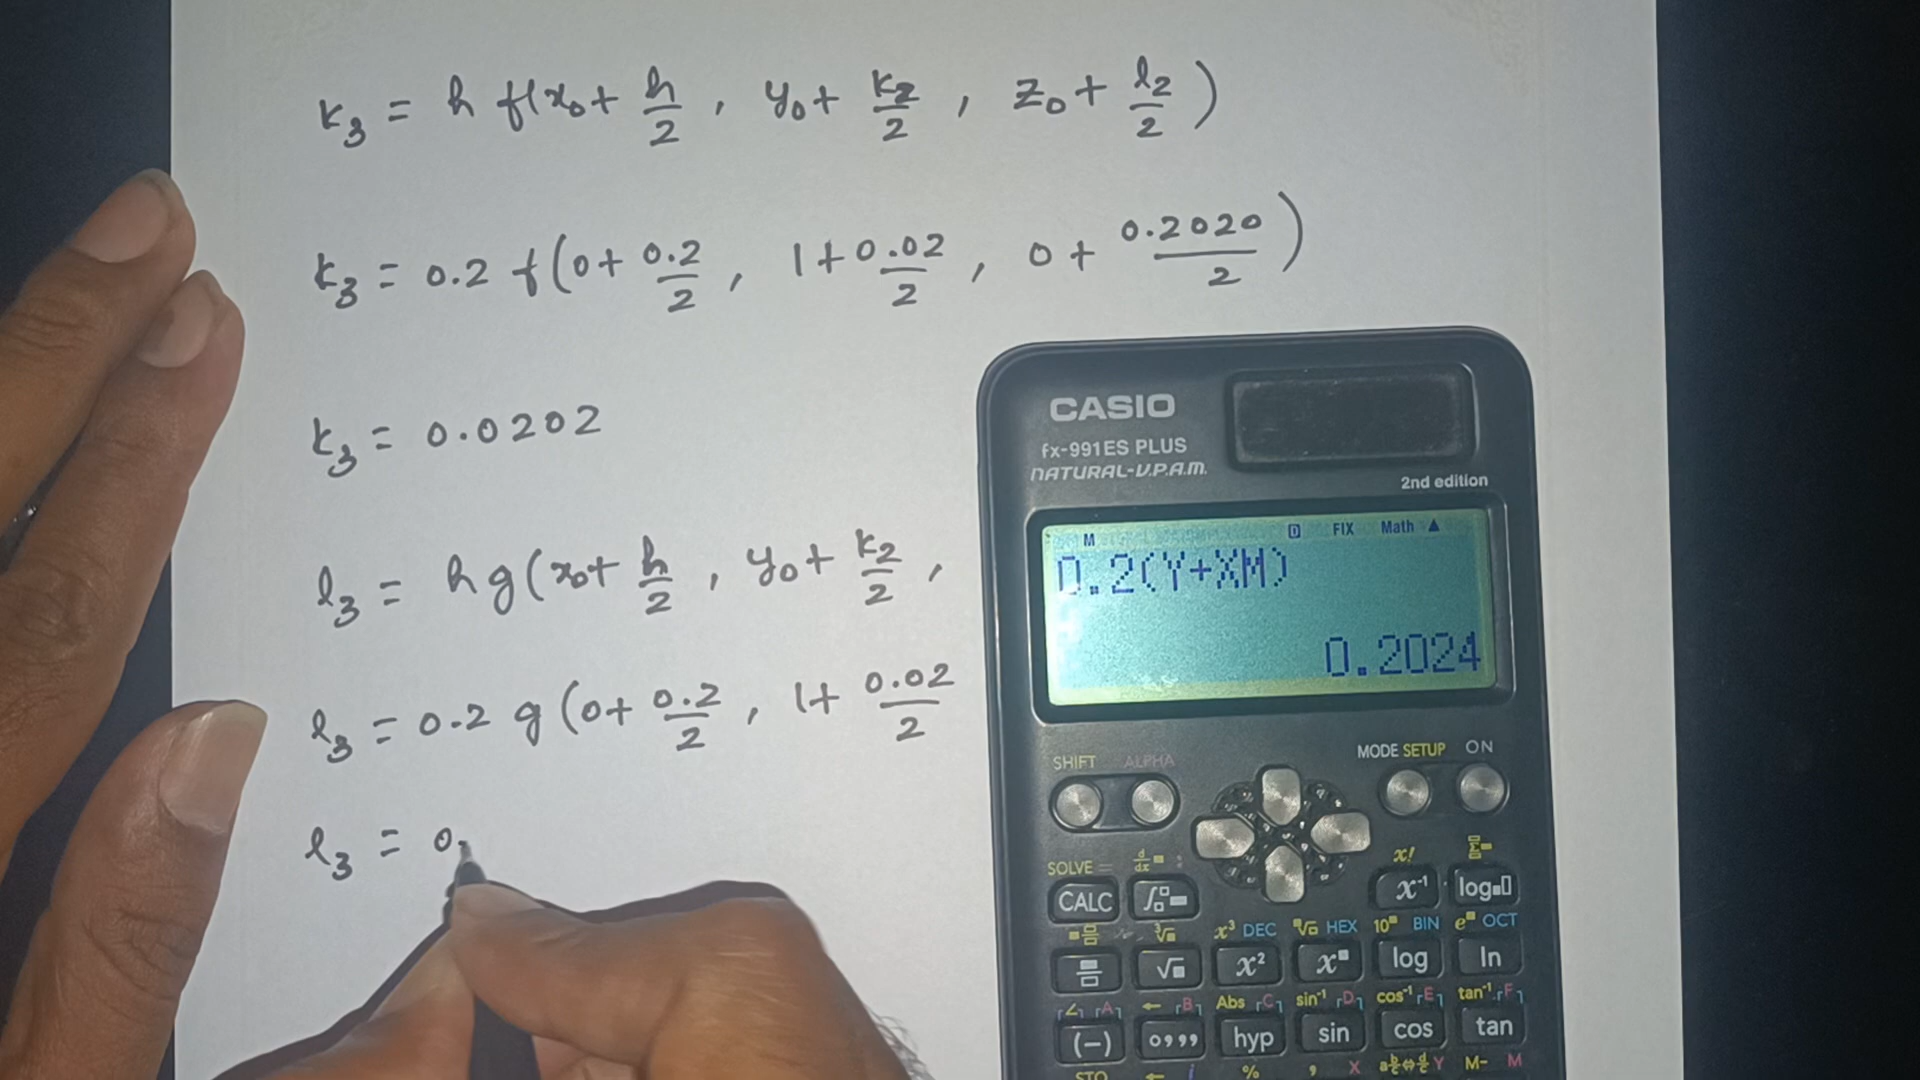 k₃ = h f(x₀ + h/2 , y₀ + k₂/2 , z₀ + l₂/2 )
k₃ = 0.2 f(0 + 0.2/2 , 1 + 0.02/2 , 0 + 0.2020/2 )
k₃ = 0.0202
l₃ = h g(x₀ + h/2 , y₀ + k₂/2 ,
l₃ = 0.2 g (0 + 0.2/2 , 1 + 0.02/2
l₃ = 0.
CASIO
fx-991ES PLUS
NATURAL-V.P.A.M.
2nd edition
M D FIX Math ▲
0.2(Y+XM)
0.2024
SHIFT ALPHA MODE SETUP ON
SOLVE = d/dx x! Σ
CALC ∫ x⁻¹ log
³√ x³ DEC √ HEX 10 BIN e OCT
√ x² x log ln
∠ A ← B Abs C sin⁻¹ D cos⁻¹ E tan⁻¹ F
(−) hyp sin cos tan
STO ← i % , X Y M− M